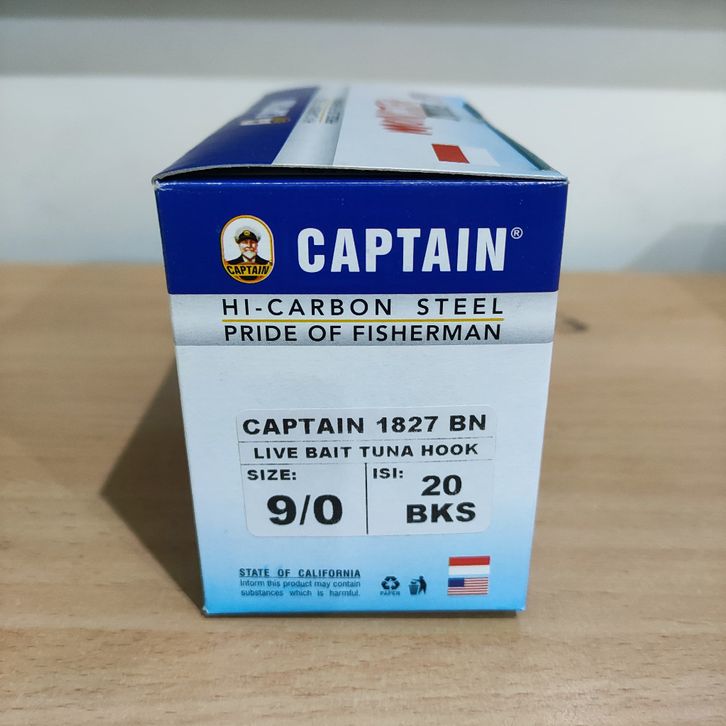 CAPTAIN
CAPTAIN®
HI-CARBON STEEL
PRIDE OF FISHERMAN
CAPTAIN 1827 BN
LIVE BAIT TUNA HOOK
SIZE:
9/0
ISI:
20
BKS
STATE OF CALIFORNIA
Inform this product may contain
substances which is harmful.
PAPER